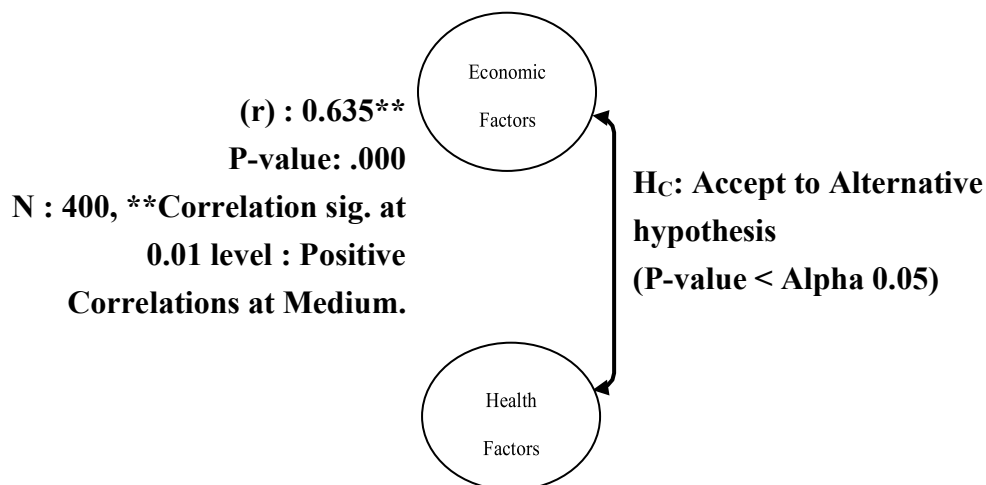 Economic
Factors
(r) : 0.635**
P-value: .000
N : 400, **Correlation sig. at
0.01 level : Positive
Correlations at Medium.
H_C: Accept to Alternative
hypothesis
(P-value < Alpha 0.05)
Health
Factors